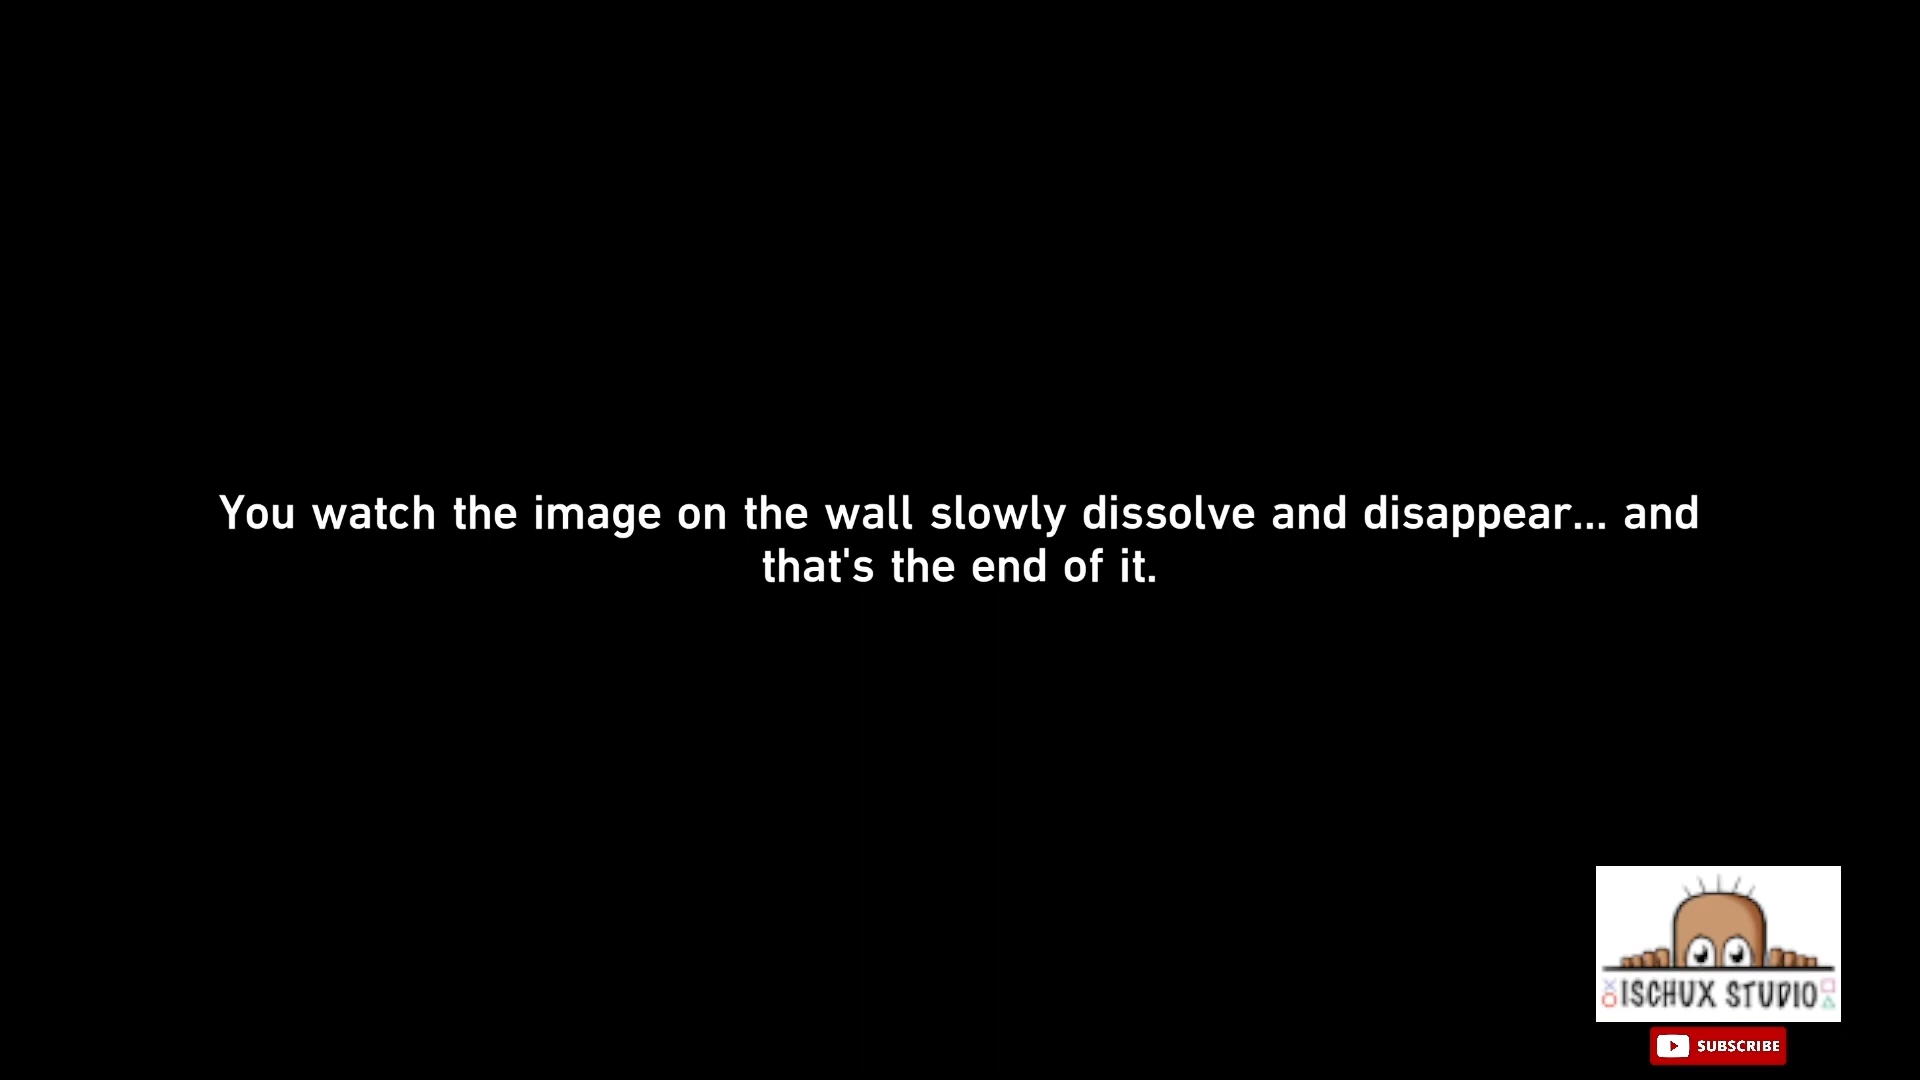 You watch the image on the wall slowly dissolve and disappear... and
that's the end of it.
ISCHUX STUDIO
SUBSCRIBE